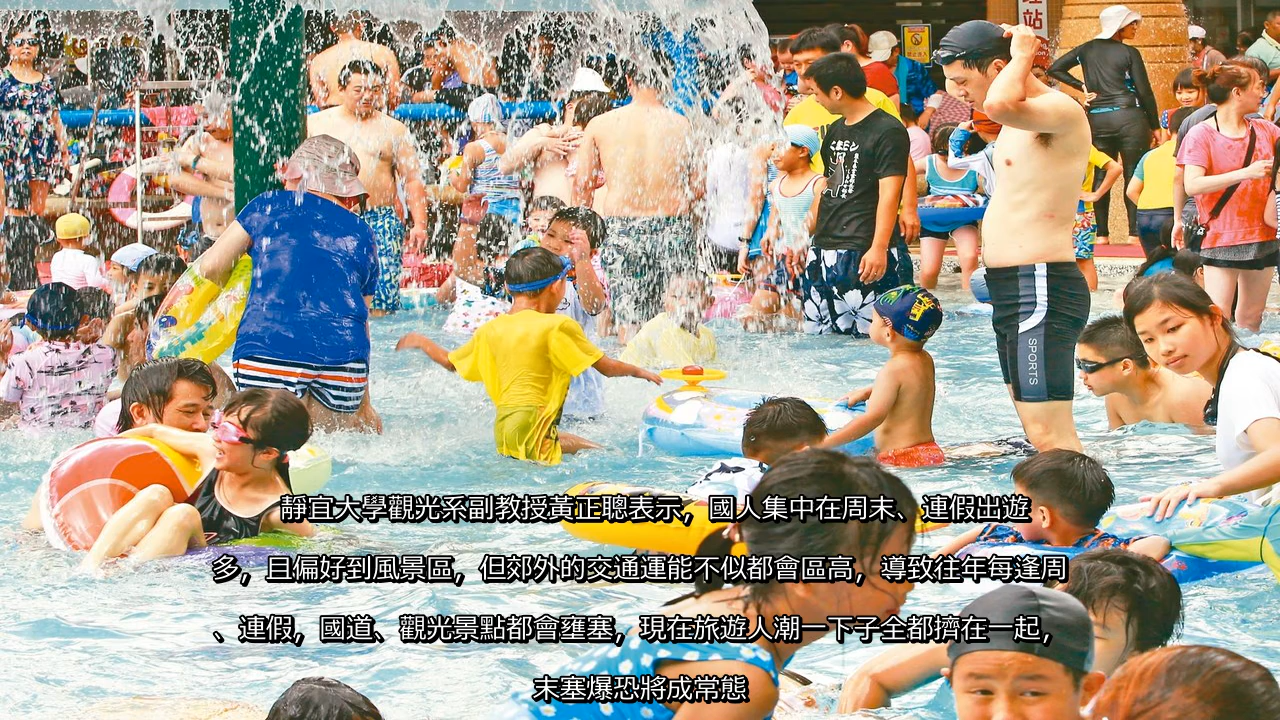 站
SPORTS
靜宜大學觀光系副教授黃正聰表示，國人集中在周末、連假出遊
多，且偏好到風景區，但郊外的交通運能不似都會區高，導致往年每逢周
、連假，國道、觀光景點都會壅塞，現在旅遊人潮一下子全都擠在一起，
末塞爆恐將成常態